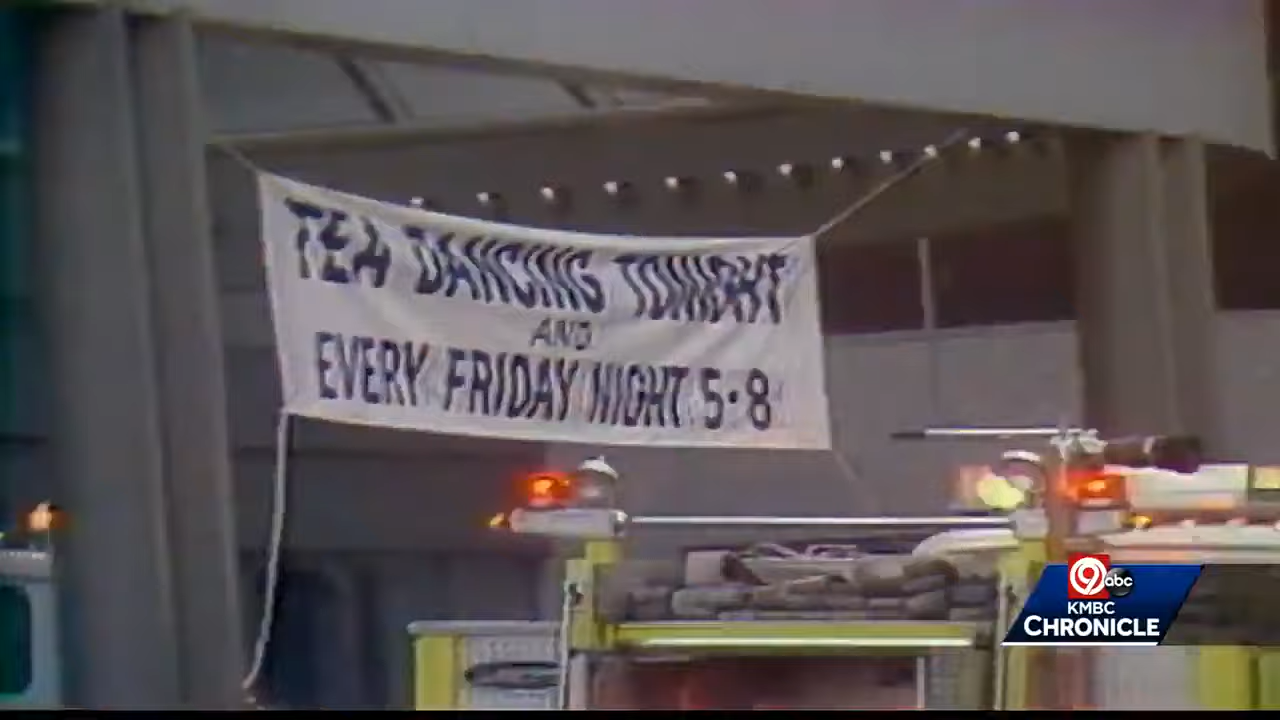 TEA DANCING TONIGHT
AND
EVERY FRIDAY NIGHT 5-8
9 abc
KMBC
CHRONICLE